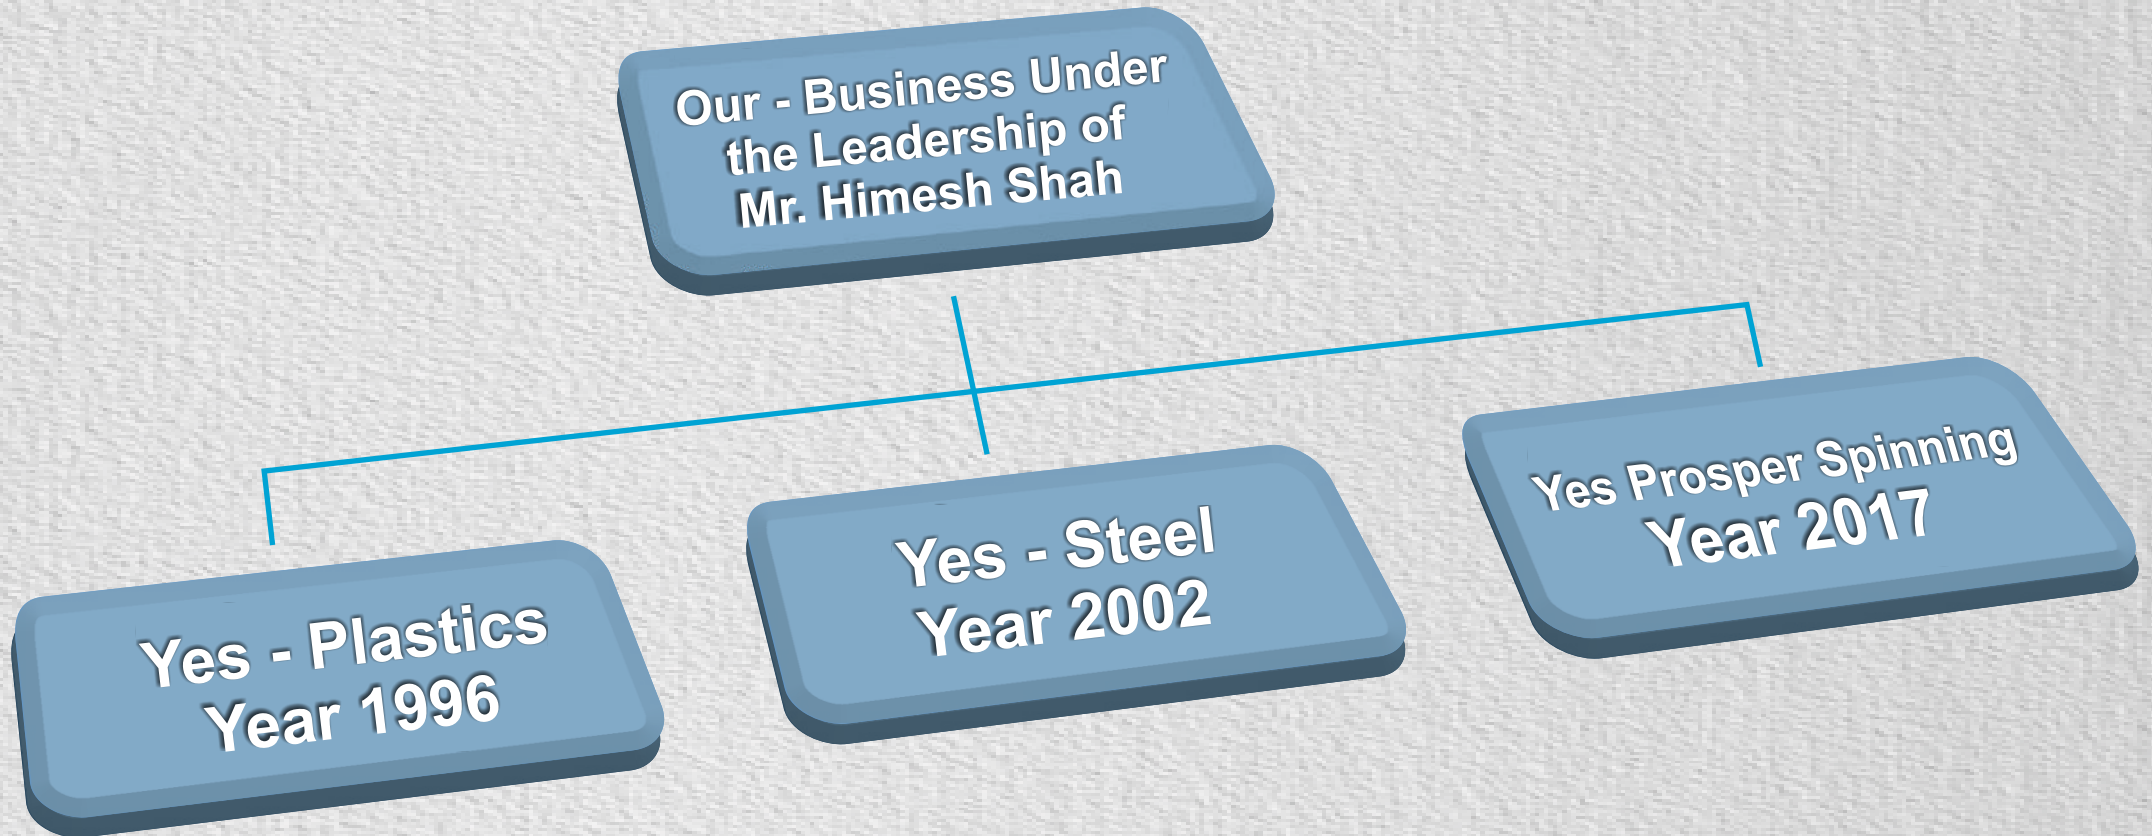 Our - Business Under
the Leadership of
Mr. Himesh Shah
Yes - Plastics
Year 1996
Yes - Steel
Year 2002
Yes Prosper Spinning
Year 2017